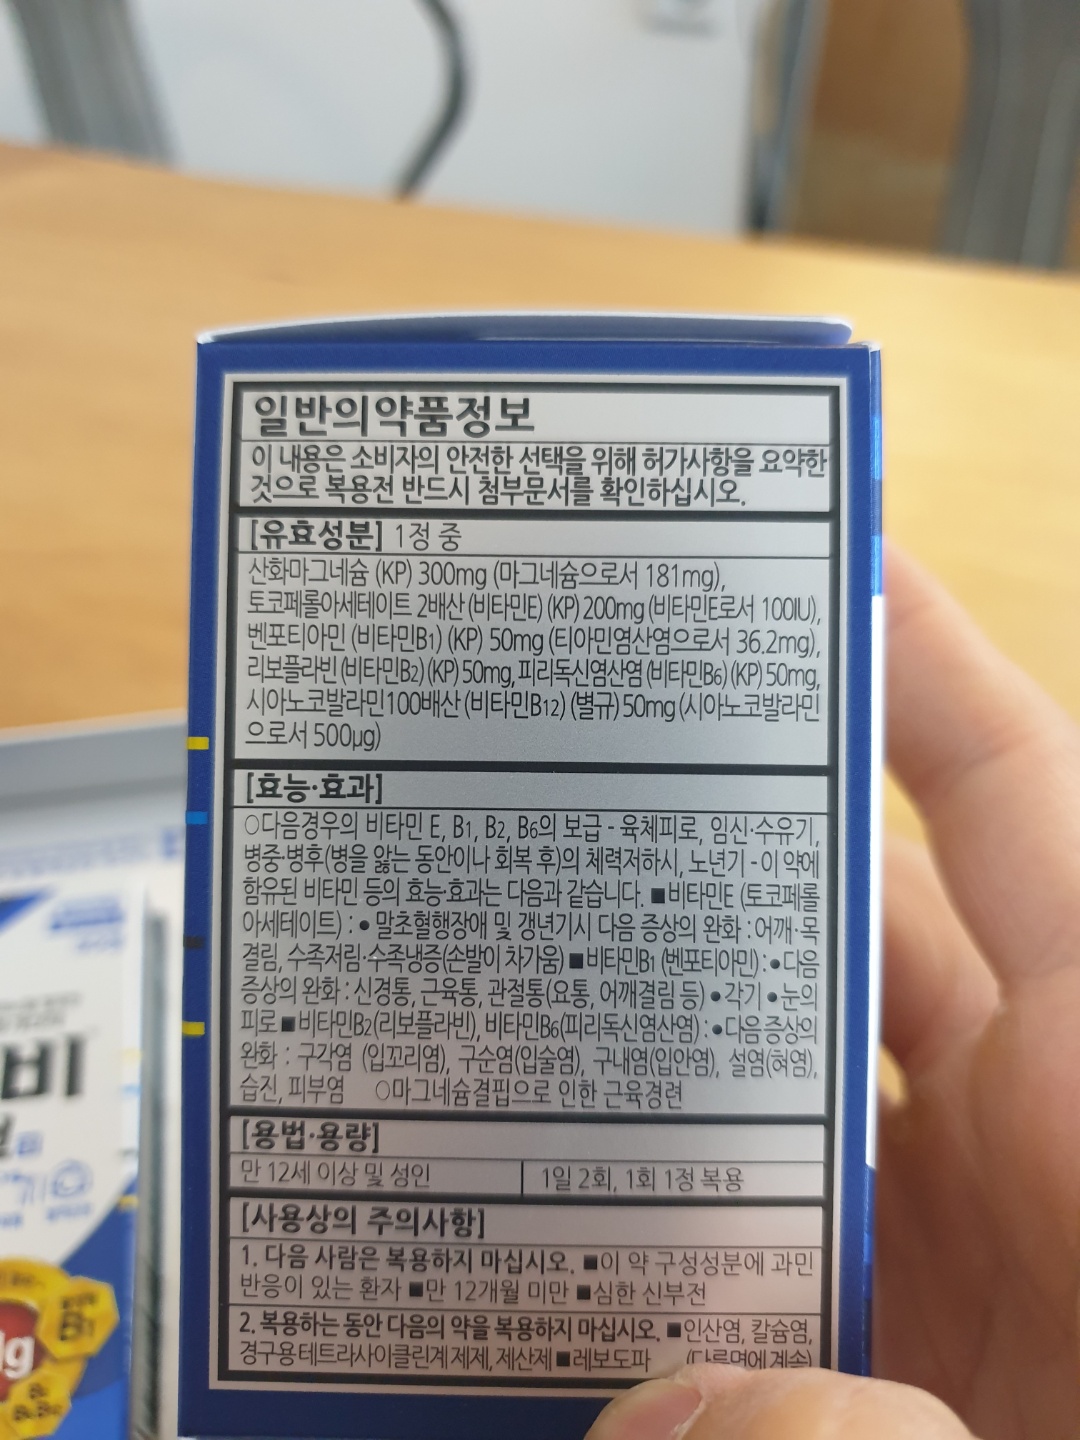 일반의약품정보
이 내용은 소비자의 안전한 선택을 위해 허가사항을 요약한
것으로 복용전 반드시 첨부문서를 확인하십시오.
[유효성분] 1정 중
산화마그네슘 (KP) 300mg (마그네슘으로서 181mg),
토코페롤아세테이트 2배산 (비타민E) (KP) 200mg (비타민E로서 100IU),
벤포티아민 (비타민B1) (KP) 50mg (티아민염산염으로서 36.2mg),
리보플라빈 (비타민B2) (KP) 50mg, 피리독신염산염 (비타민B6) (KP) 50mg,
시아노코발라민100배산 (비타민B12) (별규) 50mg (시아노코발라민
으로서 500µg)
[효능·효과]
○다음경우의 비타민 E, B1, B2, B6의 보급 - 육체피로, 임신·수유기,
병중·병후(병을 앓는 동안이나 회복 후)의 체력저하시, 노년기 - 이 약에
함유된 비타민 등의 효능·효과는 다음과 같습니다. ■비타민E (토코페롤
아세테이트) : • 말초혈행장애 및 갱년기시 다음 증상의 완화 : 어깨·목
결림, 수족저림·수족냉증(손발이 차가움) ■비타민B1 (벤포티아민) : •다음
증상의 완화 : 신경통, 근육통, 관절통(요통, 어깨결림 등) •각기 •눈의
피로 ■비타민B2(리보플라빈), 비타민B6(피리독신염산염) : •다음 증상의
완화 : 구각염 (입꼬리염), 구순염(입술염), 구내염(입안염), 설염(혀염),
습진, 피부염 ○마그네슘결핍으로 인한 근육경련
[용법·용량]
만 12세 이상 및 성인 1일 2회, 1회 1정 복용
[사용상의 주의사항]
1. 다음 사람은 복용하지 마십시오. ■이 약 구성성분에 과민
반응이 있는 환자 ■만 12개월 미만 ■심한 신부전
2. 복용하는 동안 다음의 약을 복용하지 마십시오. ■인산염, 칼슘염,
경구용 테트라사이클린계 제제, 제산제 ■레보도파 (다른면에 계속)
비
B1